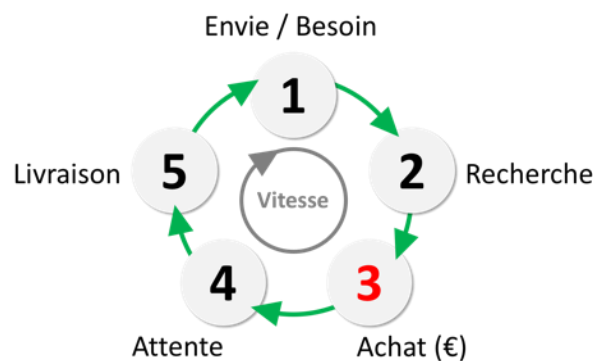 Envie / Besoin
1
5
2
Livraison
Vitesse
Recherche
4
3
Attente
Achat (€)